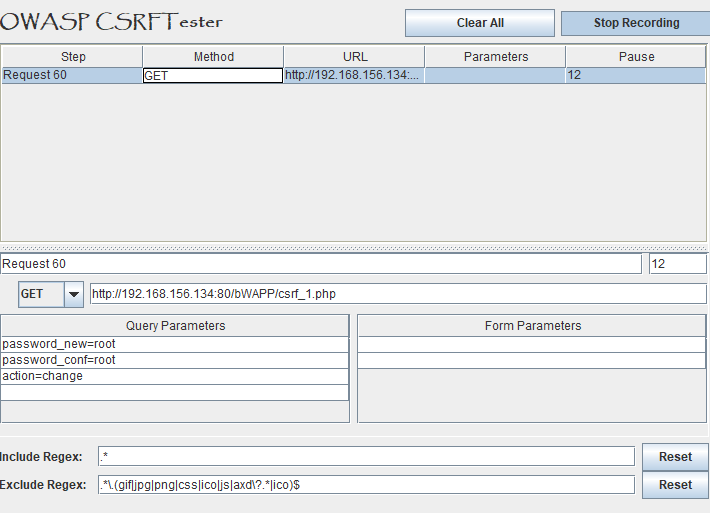 OWASP CSRFTester Clear All Stop Recording
Step Method URL Parameters Pause
Request 60 GET http://192.168.156.134:... 12
Request 60 12
GET http://192.168.156.134:80/bWAPP/csrf_1.php
Query Parameters Form Parameters
password_new=root
password_conf=root
action=change
Include Regex: .* Reset
Exclude Regex: .*\.(gif|jpg|png|css|ico|js|axd\?.*|ico)$ Reset